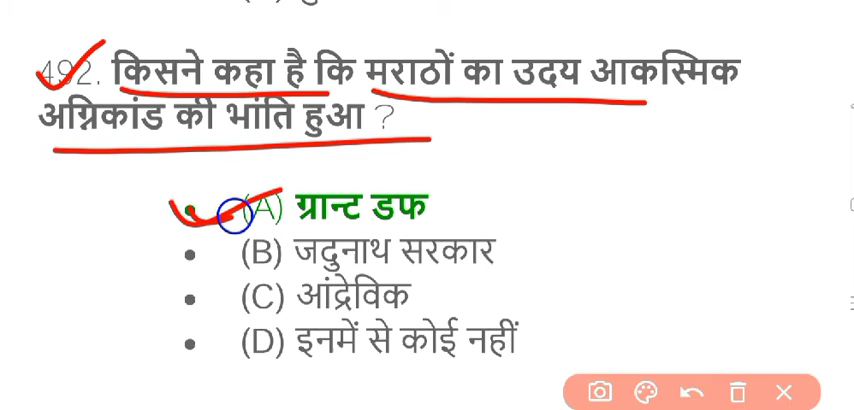 492. किसने कहा है कि मराठों का उदय आकस्मिक
अग्निकांड की भांति हुआ ?
(A) ग्रान्ट डफ
(B) जदुनाथ सरकार
(C) आंद्रेविक
(D) इनमें से कोई नहीं